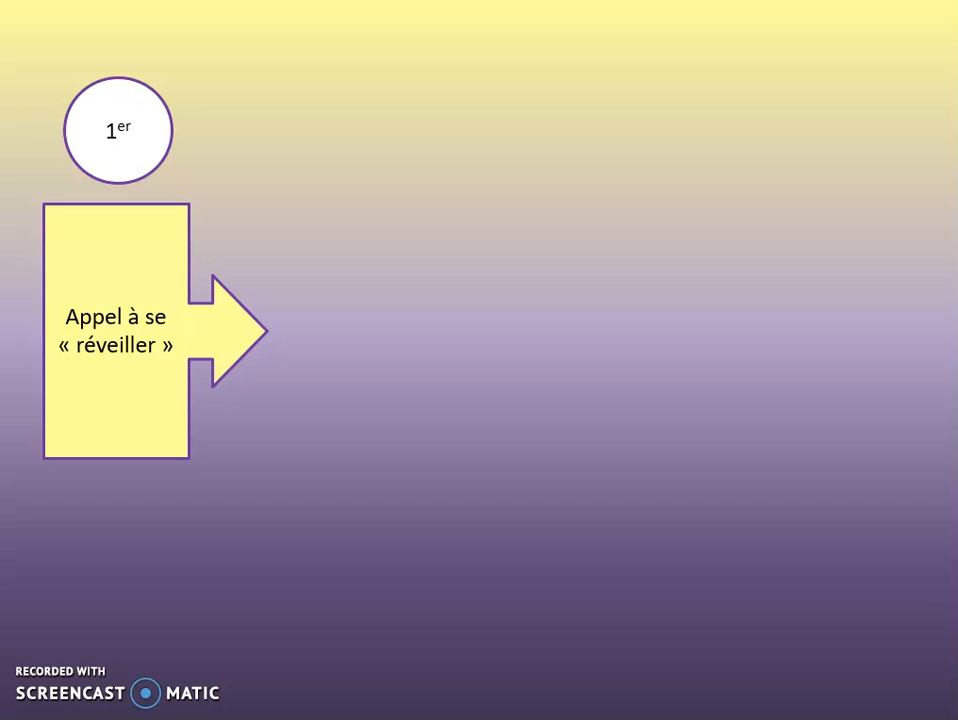 1er
Appel à se
« réveiller »
RECORDED WITH
SCREENCAST MATIC